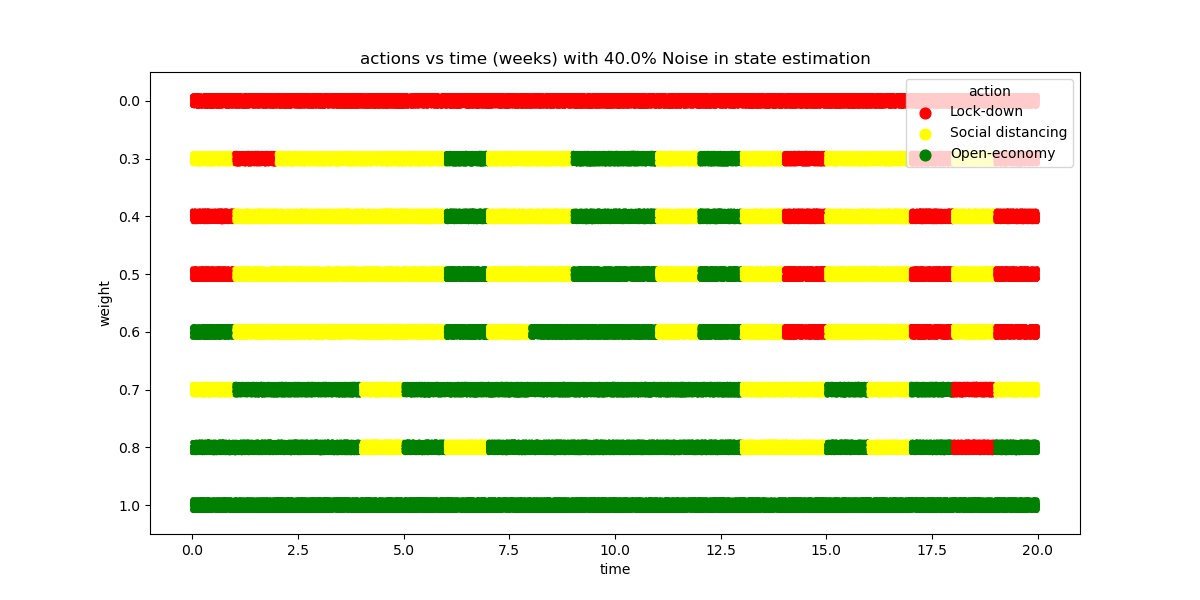 actions vs time (weeks) with 40.0% Noise in state estimation
action
Lock-down
Social distancing
Open-economy
weight
0.0
0.3
0.4
0.5
0.6
0.7
0.8
1.0
0.0 2.5 5.0 7.5 10.0 12.5 15.0 17.5 20.0
time